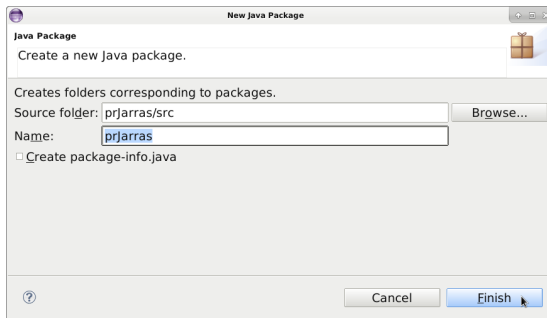 New Java Package
Java Package
Create a new Java package.
Creates folders corresponding to packages.
Source folder: prJarras/src Browse...
Name: prJarras
Create package-info.java
? Cancel Finish